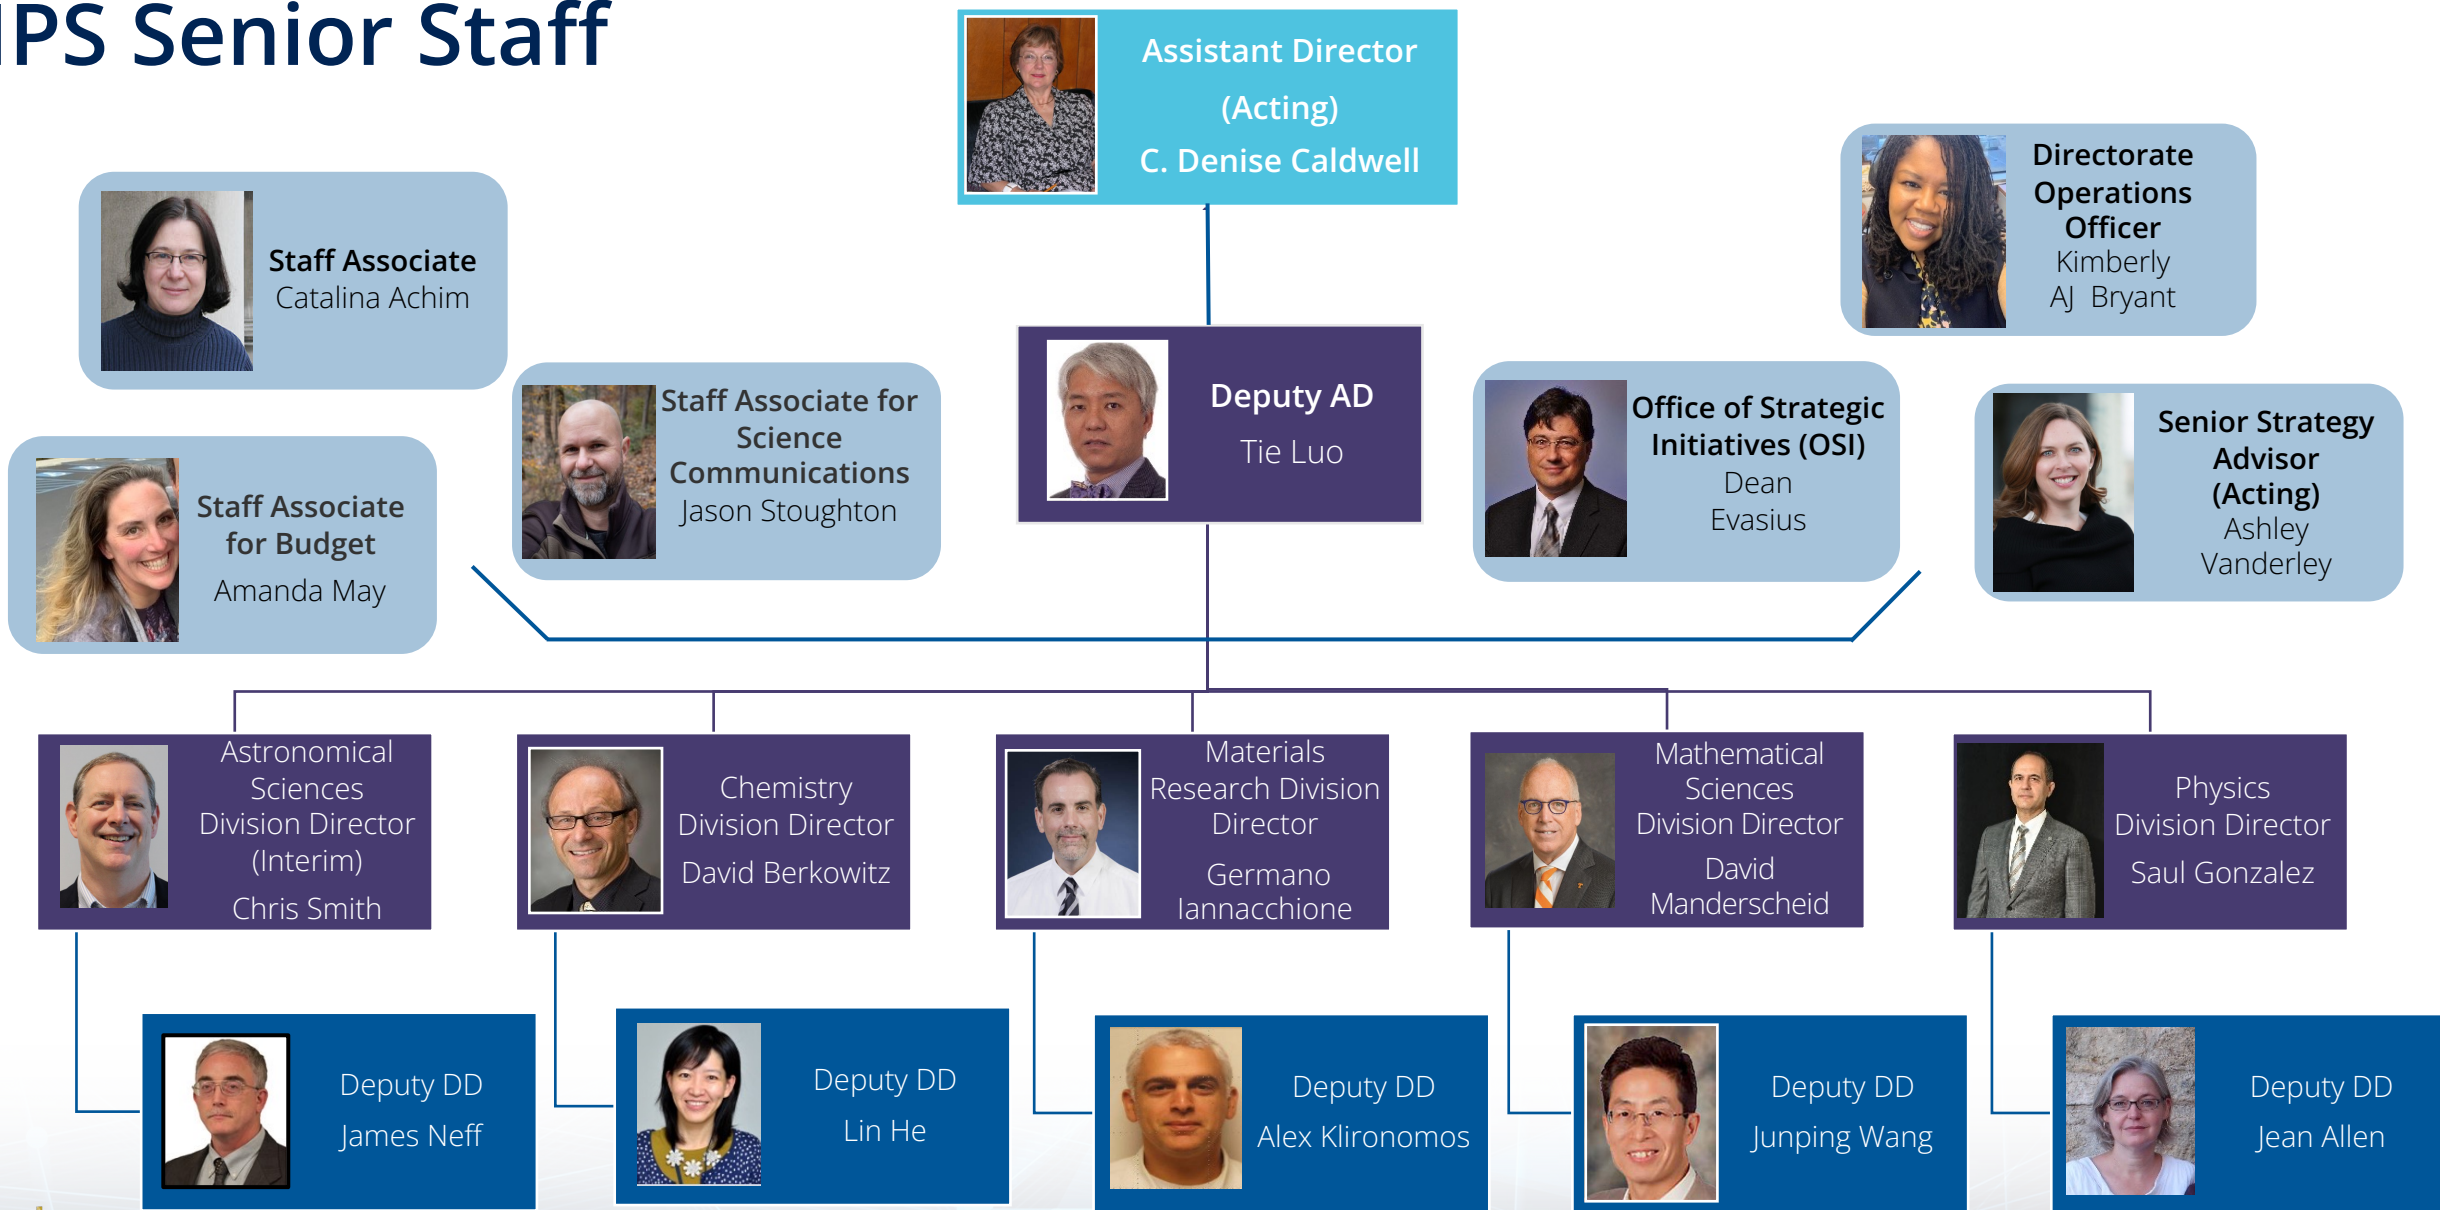 PS Senior Staff
Assistant Director
(Acting)
C. Denise Caldwell
Directorate
Operations
Officer
Kimberly
AJ Bryant
Staff Associate
Catalina Achim
Staff Associate for
Science
Communications
Jason Stoughton
Deputy AD
Tie Luo
Office of Strategic
Initiatives (OSI)
Dean
Evasius
Senior Strategy
Advisor
(Acting)
Ashley
Vanderley
Staff Associate
for Budget
Amanda May
Astronomical
Sciences
Division Director
(Interim)
Chris Smith
Chemistry
Division Director
David Berkowitz
Materials
Research Division
Director
Germano
Iannacchione
Mathematical
Sciences
Division Director
David
Manderscheid
Physics
Division Director
Saul Gonzalez
Deputy DD
James Neff
Deputy DD
Lin He
Deputy DD
Alex Klironomos
Deputy DD
Junping Wang
Deputy DD
Jean Allen